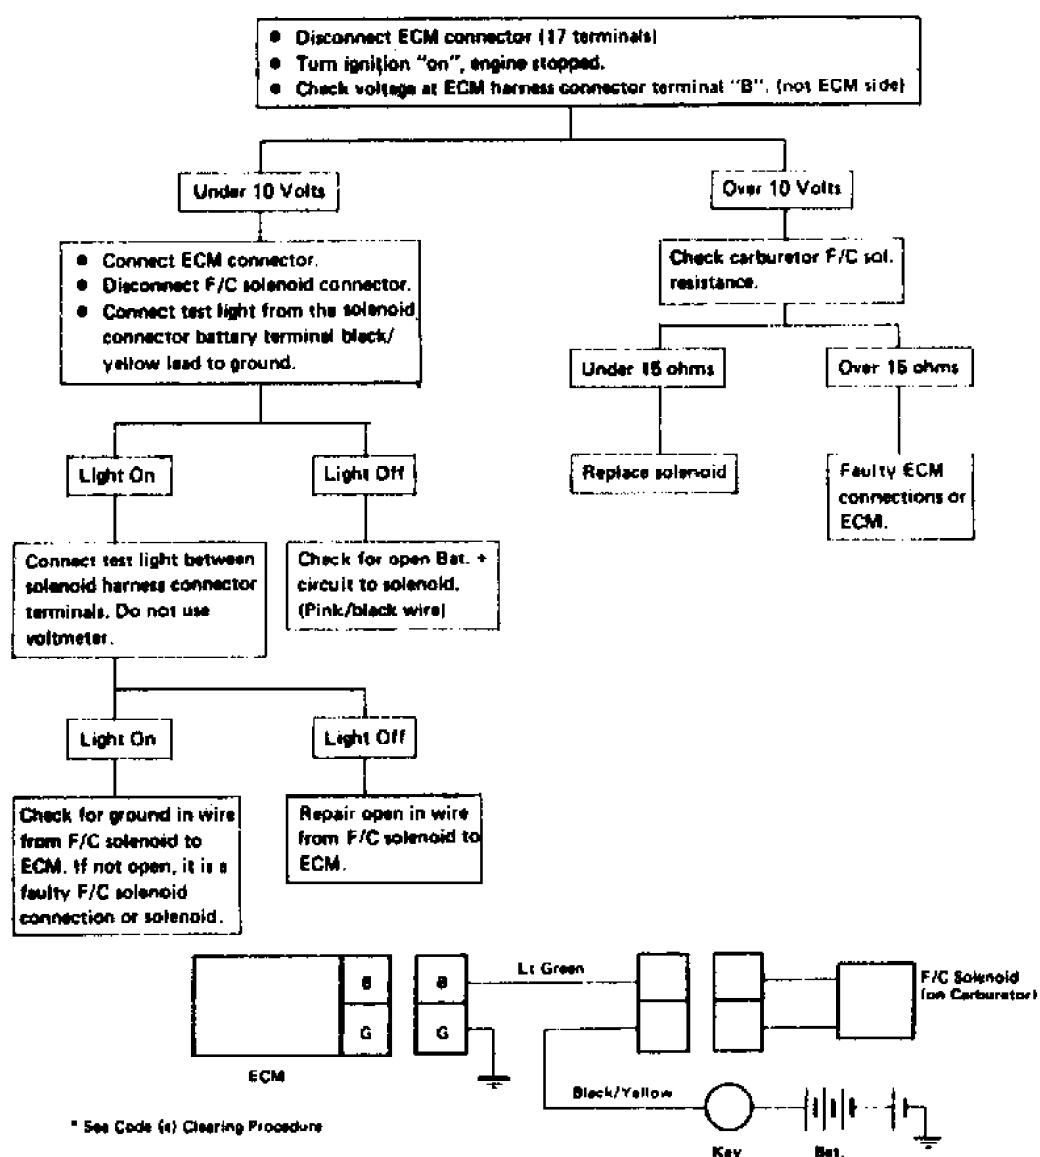 ● Disconnect ECM connector (17 terminals)
● Turn ignition "on", engine stopped.
● Check voltage at ECM harness connector terminal "B". (not ECM side)
Under 10 Volts
Over 10 Volts
● Connect ECM connector.
● Disconnect F/C solenoid connector.
● Connect test light from the solenoid
connector battery terminal black/
yellow lead to ground.
Check carburetor F/C sol.
resistance.
Under 15 ohms
Over 15 ohms
Light On
Light Off
Replace solenoid
Faulty ECM
connections or
ECM.
Connect test light between
solenoid harness connector
terminals. Do not use
voltmeter.
Check for open Bat. +
circuit to solenoid.
(Pink/black wire)
Light On
Light Off
Check for ground in wire
from F/C solenoid to
ECM. If not open, it is a
faulty F/C solenoid
connection or solenoid.
Repair open in wire
from F/C solenoid to
ECM.
B
B
Lt Green
F/C Solenoid
(on Carburetor)
G
G
ECM
Black/Yellow
* See Code (s) Clearing Procedure
Key
Bat.